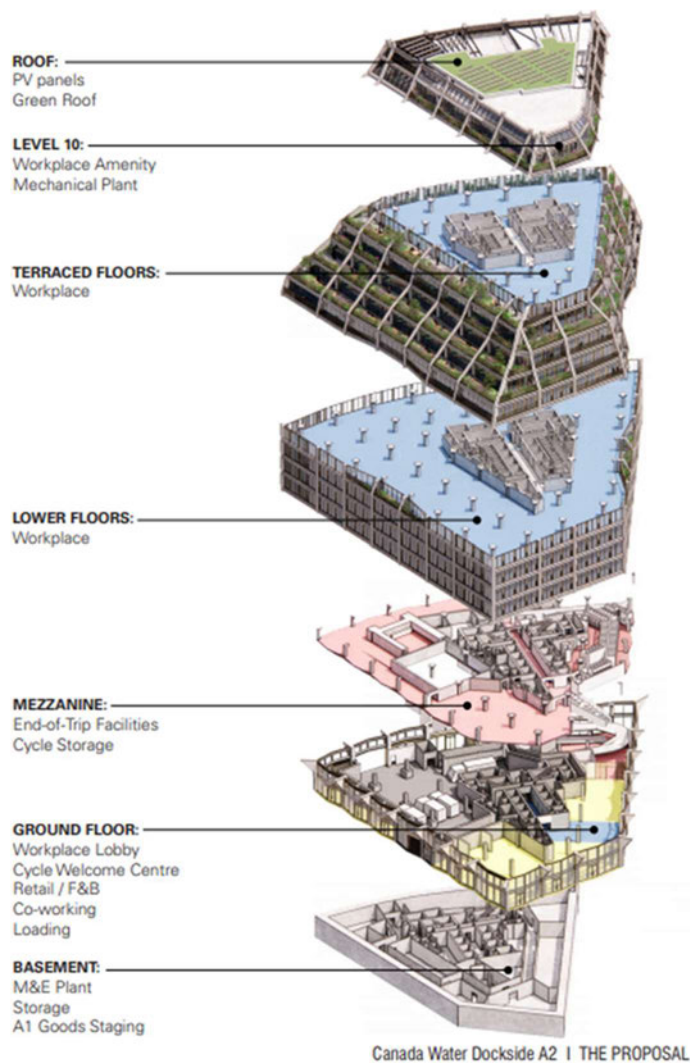 ROOF:
PV panels
Green Roof
LEVEL 10:
Workplace Amenity
Mechanical Plant
TERRACED FLOORS:
Workplace
LOWER FLOORS:
Workplace
MEZZANINE:
End-of-Trip Facilities
Cycle Storage
GROUND FLOOR:
Workplace Lobby
Cycle Welcome Centre
Retail / F&B
Co-working
Loading
BASEMENT:
M&E Plant
Storage
A1 Goods Staging
Canada Water Dockside A2 | THE PROPOSAL